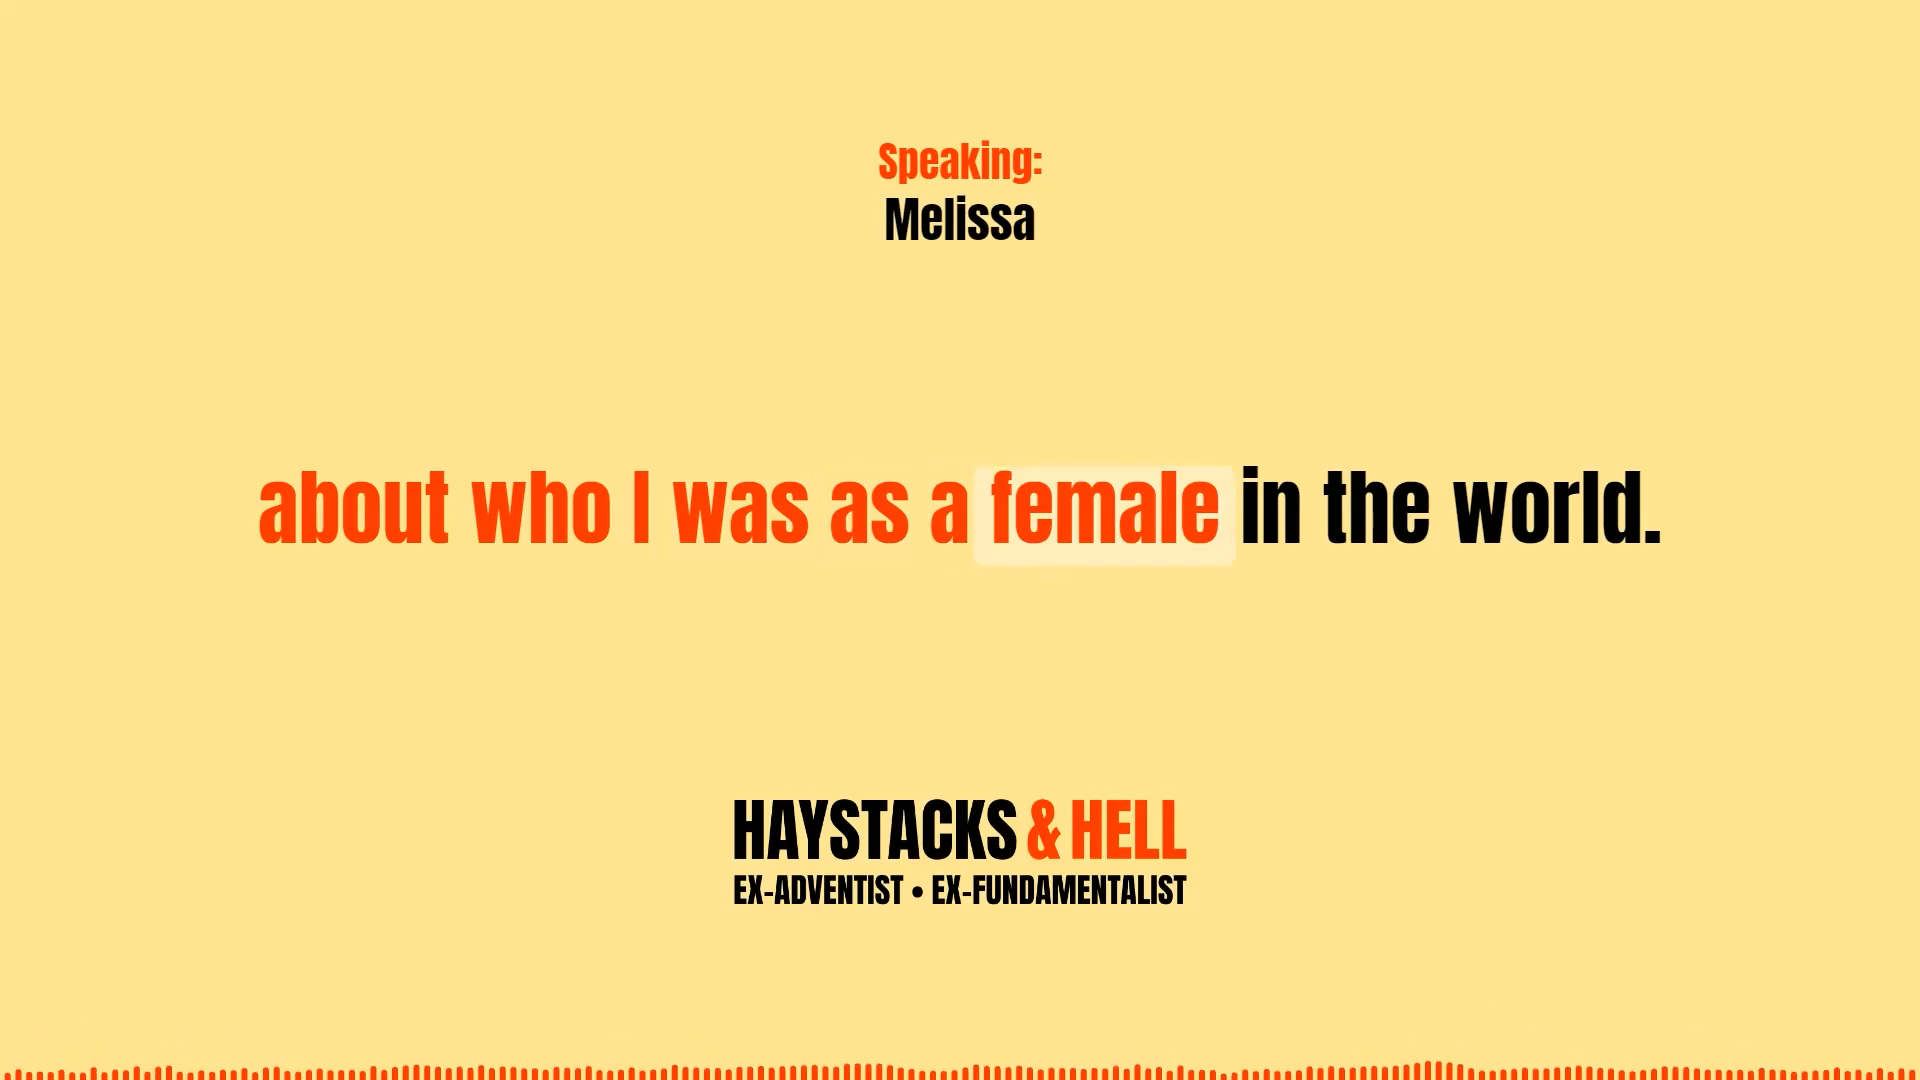 Speaking:
Melissa
about who I was as a female in the world.
HAYSTACKS & HELL
EX-ADVENTIST • EX-FUNDAMENTALIST